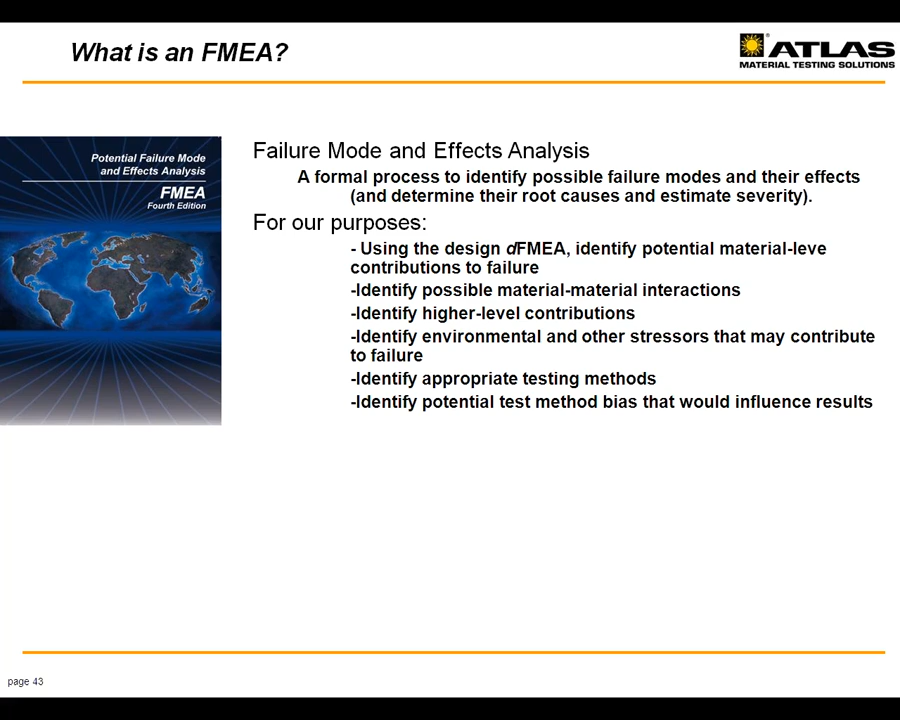 What is an FMEA?
ATLAS
MATERIAL TESTING SOLUTIONS
Potential Failure Mode
and Effects Analysis
FMEA
Fourth Edition
Failure Mode and Effects Analysis
A formal process to identify possible failure modes and their effects
(and determine their root causes and estimate severity).
For our purposes:
- Using the design dFMEA, identify potential material-leve
contributions to failure
-Identify possible material-material interactions
-Identify higher-level contributions
-Identify environmental and other stressors that may contribute
to failure
-Identify appropriate testing methods
-Identify potential test method bias that would influence results
page 43